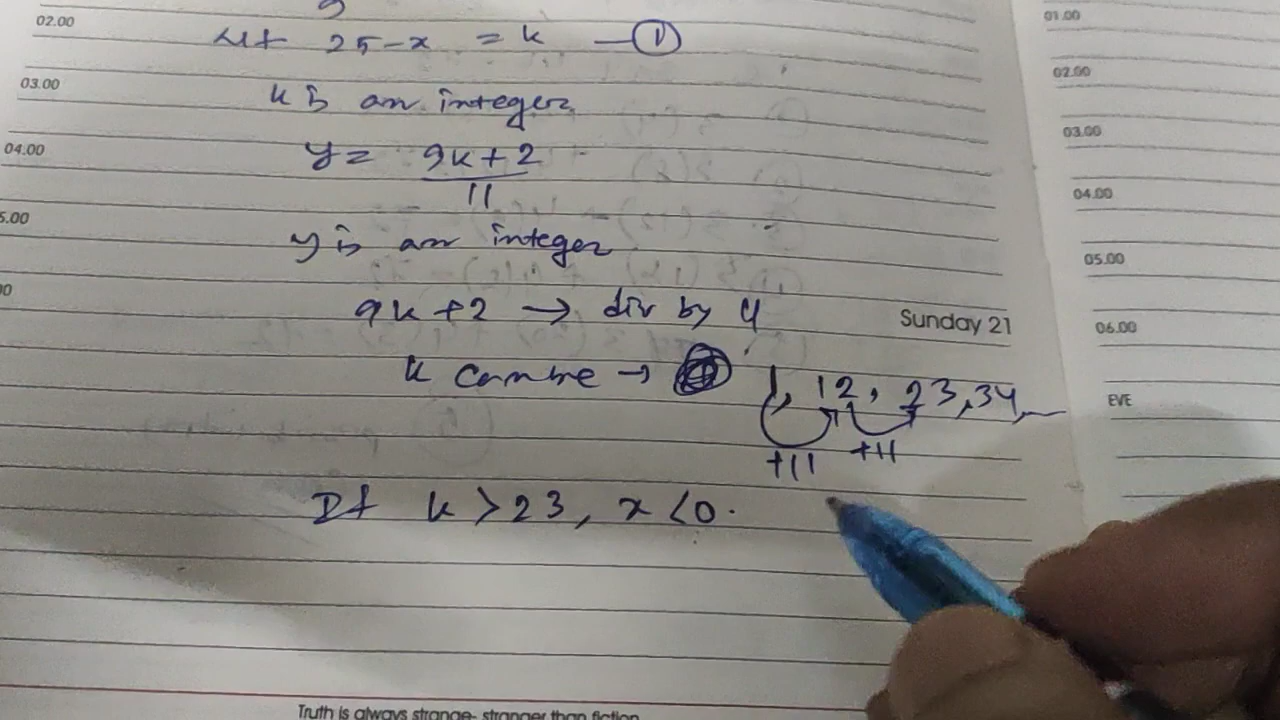 02.00
Let 25-x = k —①
03.00
k is an integer
04.00
y = 9k+2
11
5.00
y is an integer
9k+2 → div by 11
Sunday 21
k can be → 1, 12, 23, 34, —
+11 +11
If k > 23, x < 0.
01.00
02.00
03.00
04.00
05.00
06.00
EVE
Truth is always strange- stranger than fiction